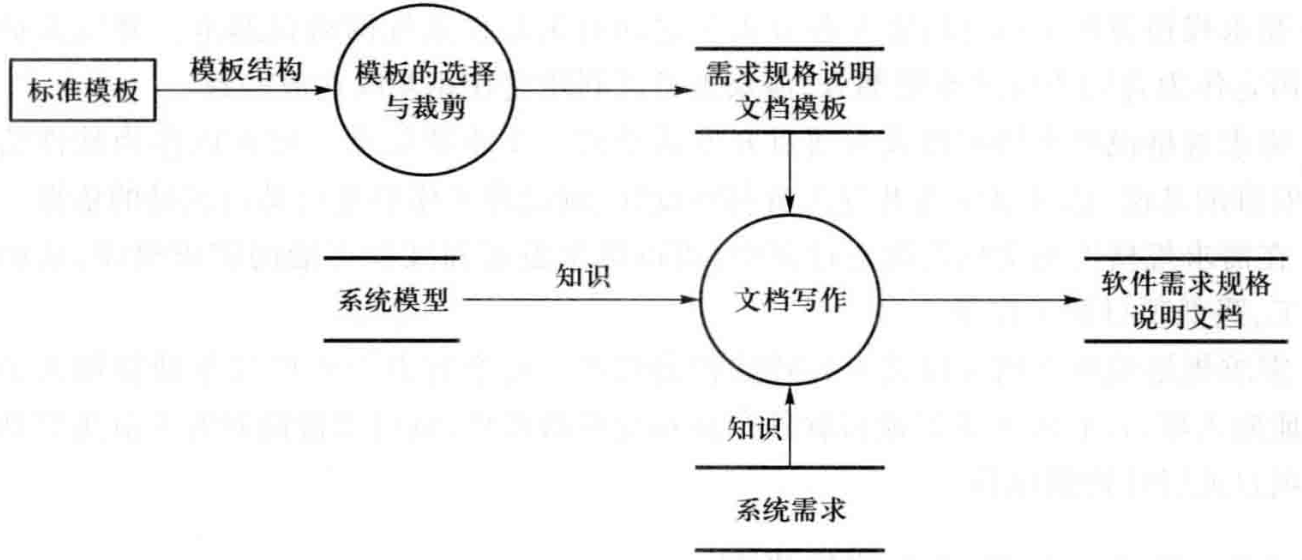 标准模板
模板结构
模板的选择
与裁剪
需求规格说明
文档模板
系统模型
知识
文档写作
软件需求规格
说明文档
知识
系统需求